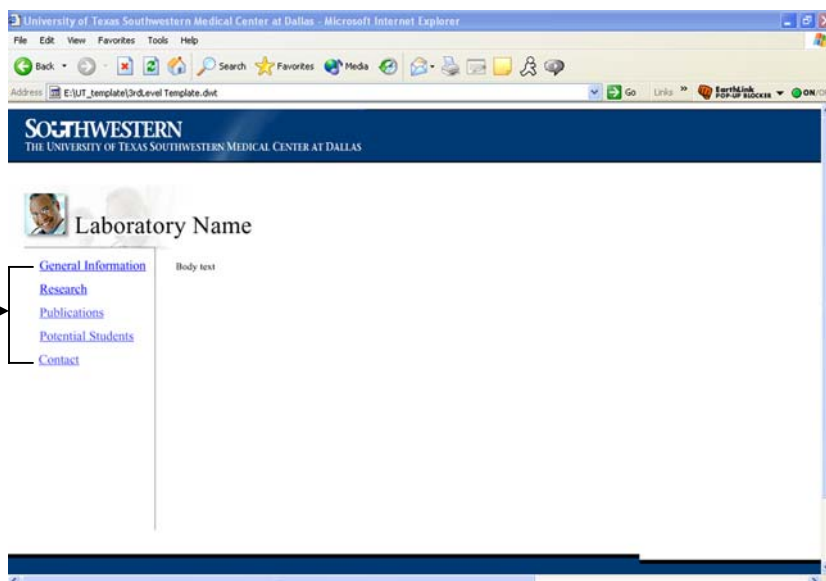 University of Texas Southwestern Medical Center at Dallas - Microsoft Internet Explorer
File Edit View Favorites Tools Help
Back Search Favorites Media
Address E:\UT_template\3rdLevel Template.dwt Go Links » EarthLink POP-UP BLOCKER ON/O
SOUTHWESTERN
THE UNIVERSITY OF TEXAS SOUTHWESTERN MEDICAL CENTER AT DALLAS
Laboratory Name
General Information
Body text
Research
Publications
Potential Students
Contact